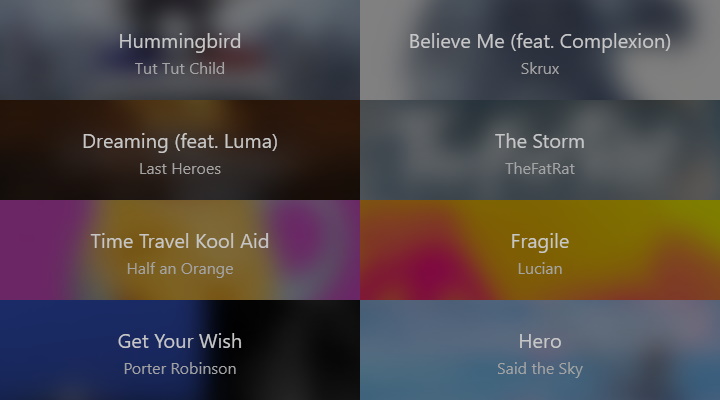 Hummingbird
Tut Tut Child
Believe Me (feat. Complexion)
Skrux
Dreaming (feat. Luma)
Last Heroes
The Storm
TheFatRat
Time Travel Kool Aid
Half an Orange
Fragile
Lucian
Get Your Wish
Porter Robinson
Hero
Said the Sky